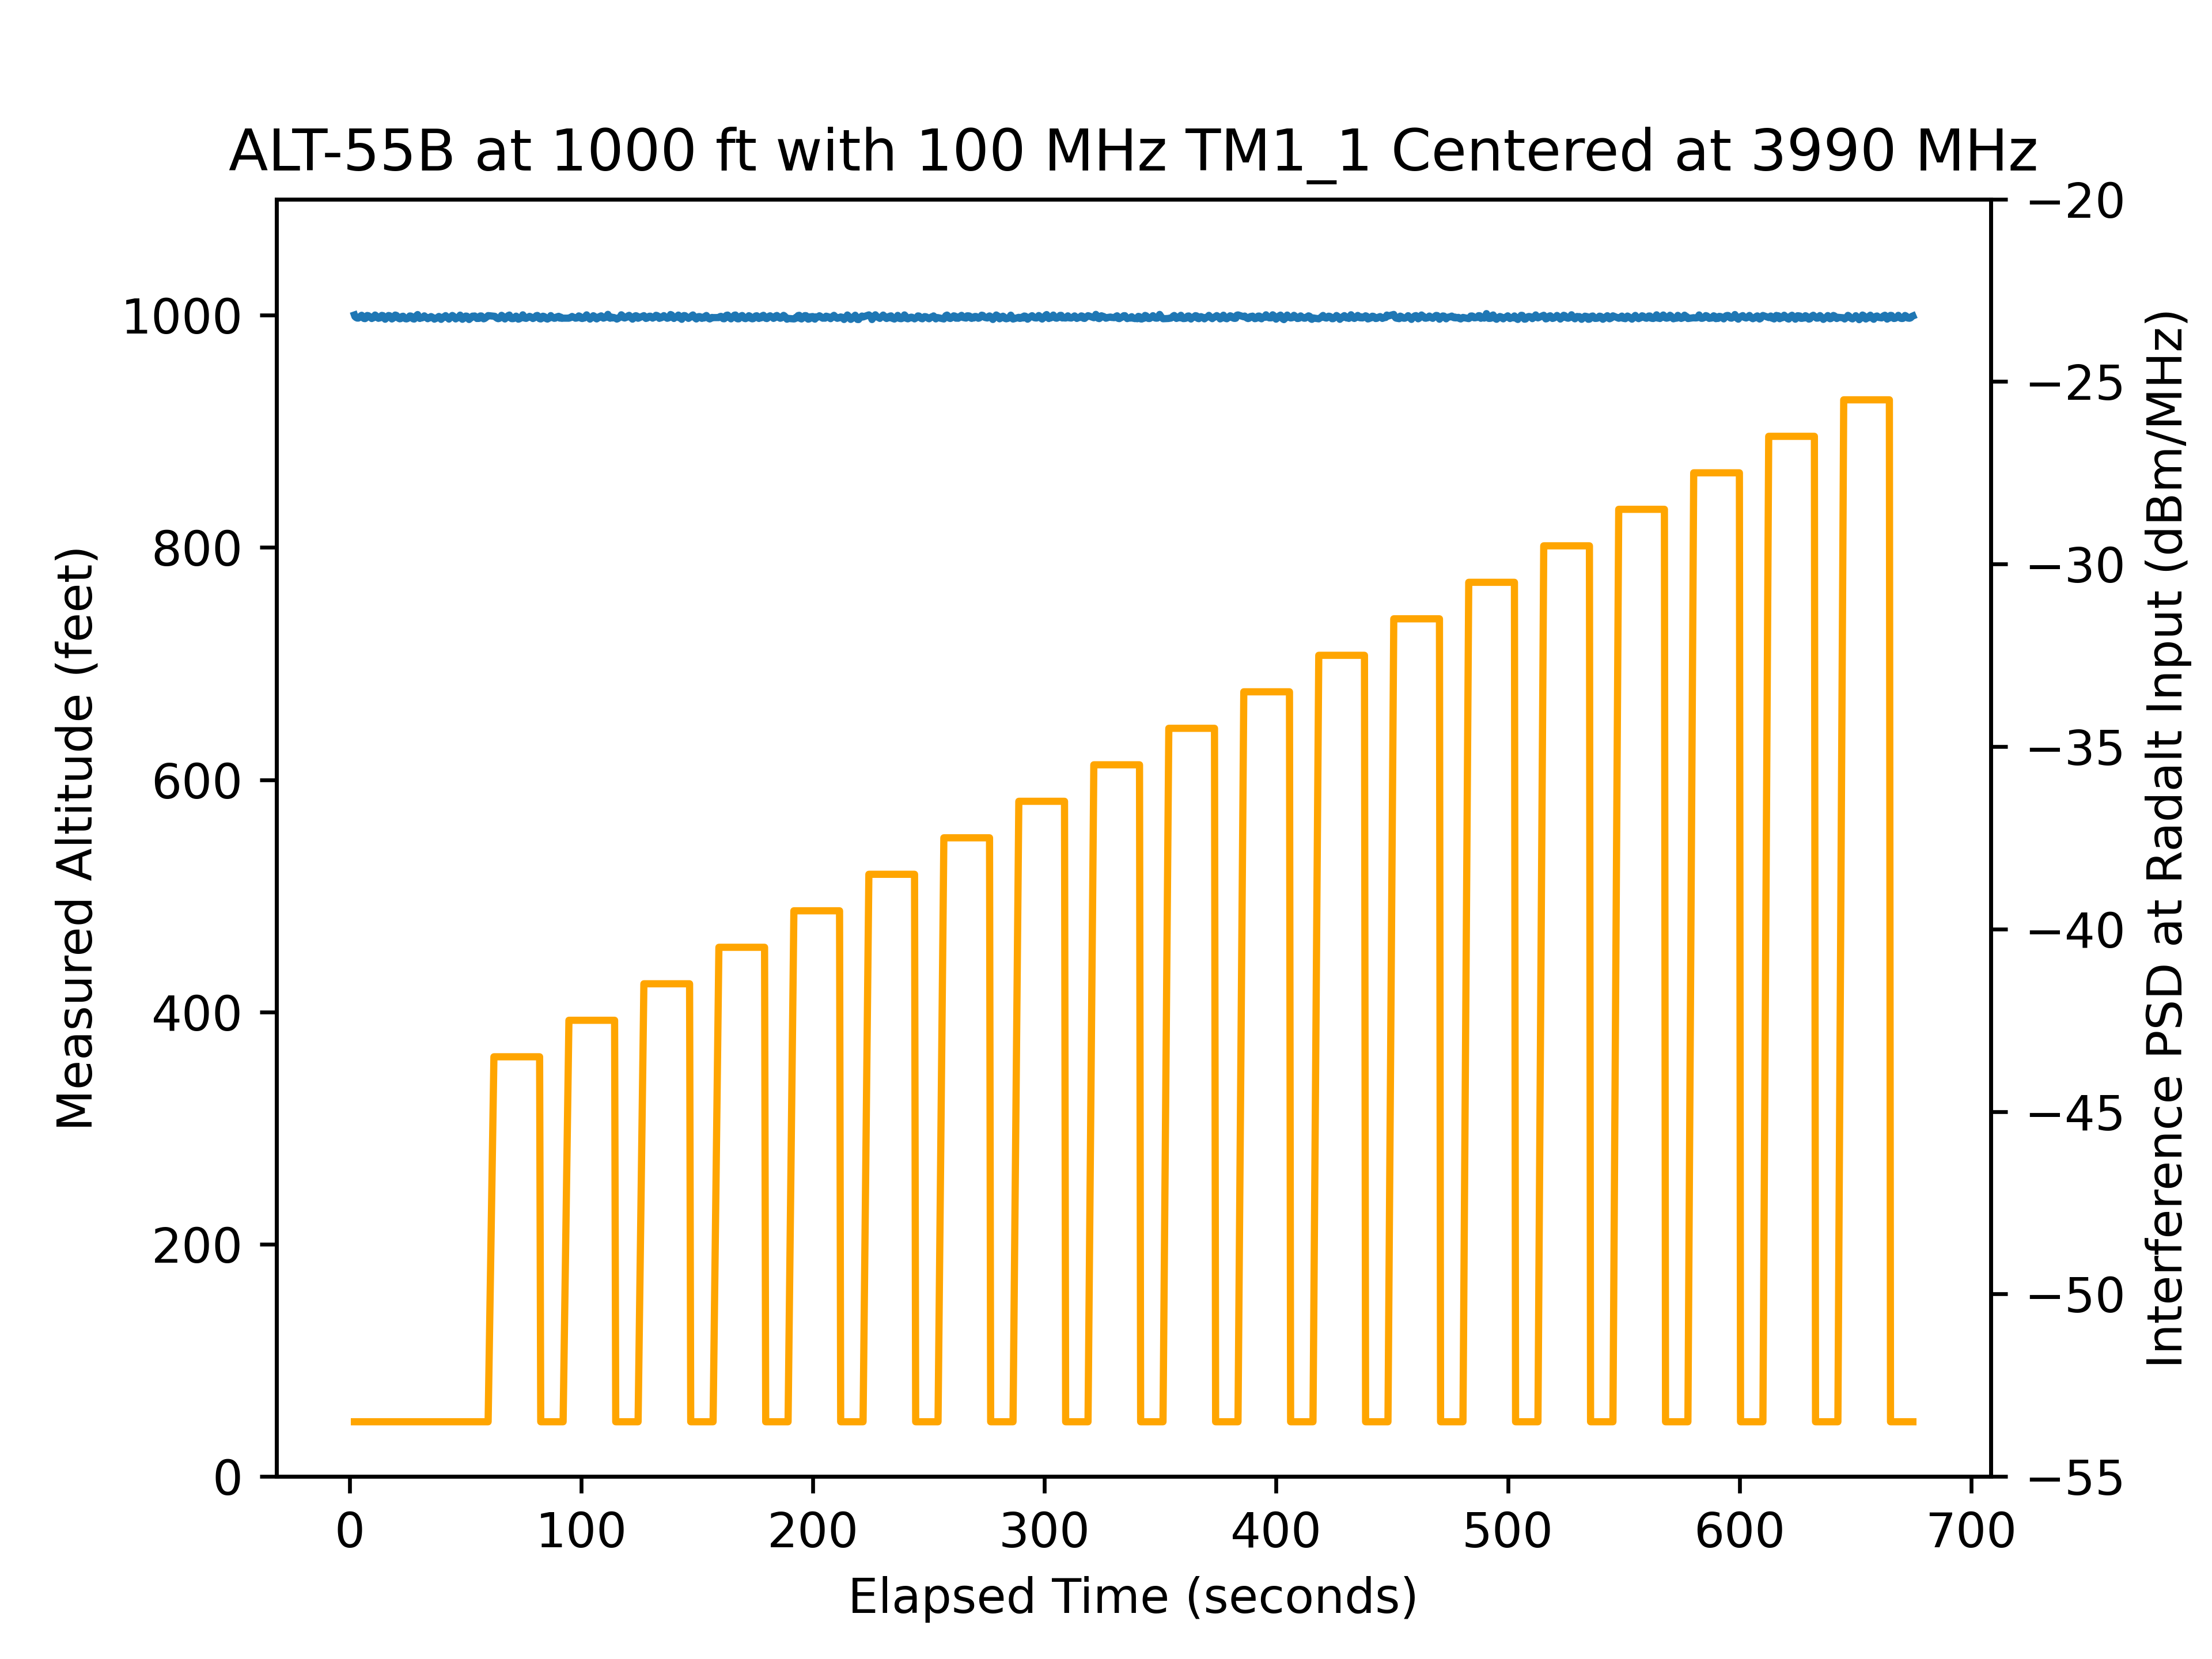 ALT-55B at 1000 ft with 100 MHz TM1_1 Centered at 3990 MHz
Measured Altitude (feet)
1000
800
600
400
200
0
−20
−25
−30
−35
−40
−45
−50
−55
Interference PSD at Radalt Input (dBm/MHz)
0 100 200 300 400 500 600 700
Elapsed Time (seconds)